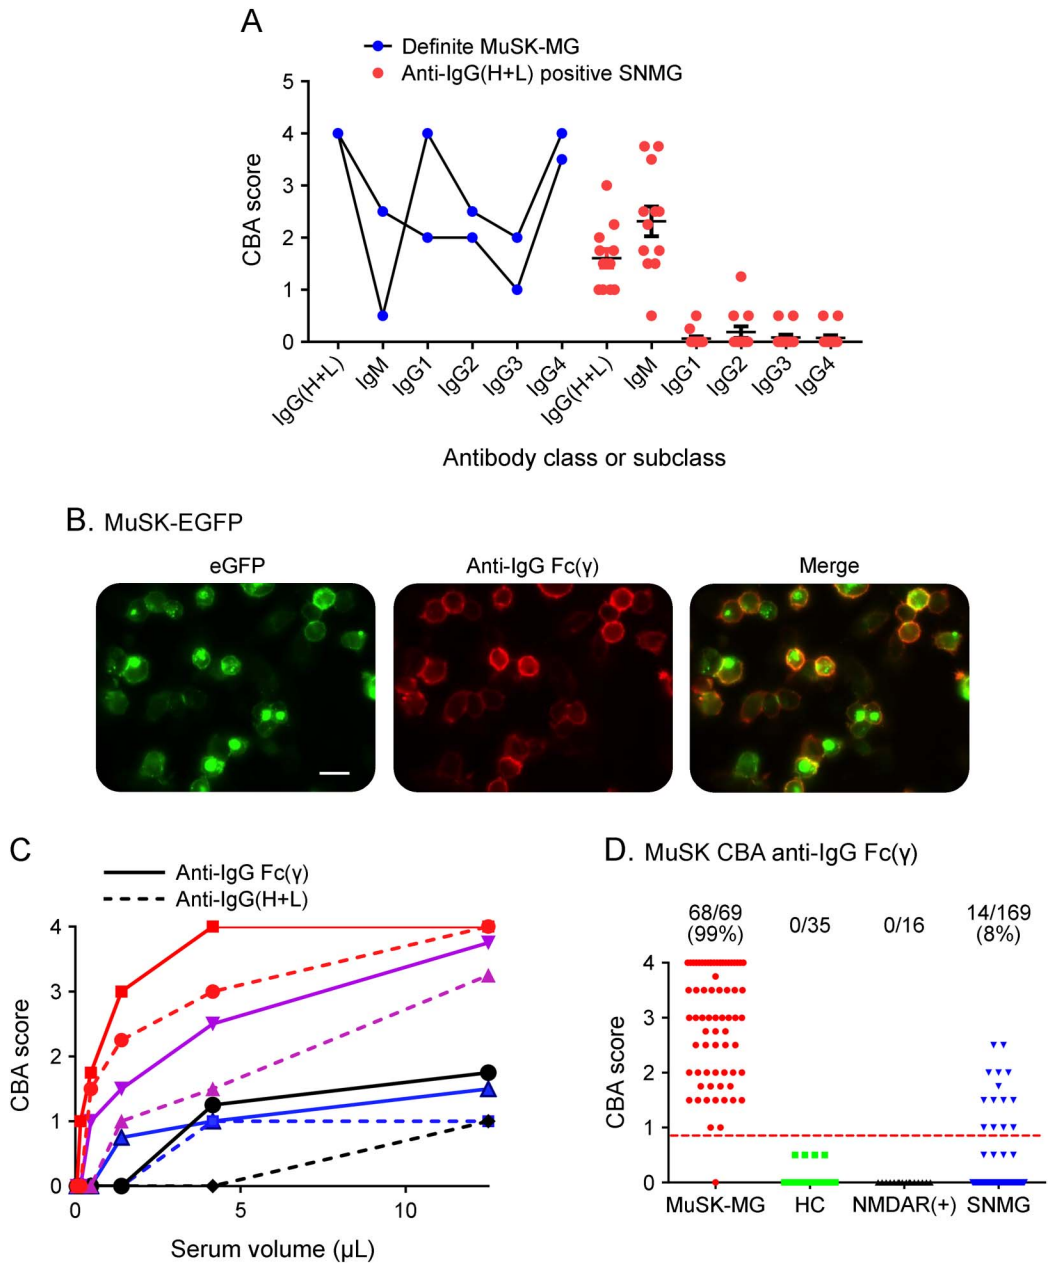 A
Definite MuSK-MG
Anti-IgG(H+L) positive SNMG
5
4
3
2
1
0
CBA score
IgG(H+L)
IgM
IgG1
IgG2
IgG3
IgG4
IgG(H+L)
IgM
IgG1
IgG2
IgG3
IgG4
Antibody class or subclass
B. MuSK-EGFP
eGFP
Anti-IgG Fc(γ)
Merge
C
Anti-IgG Fc(γ)
Anti-IgG(H+L)
4
3
2
1
0
CBA score
0
5
10
Serum volume (µL)
D. MuSK CBA anti-IgG Fc(γ)
68/69
(99%)
0/35
0/16
14/169
(8%)
4
3
2
1
0
CBA score
MuSK-MG
HC
NMDAR(+)
SNMG